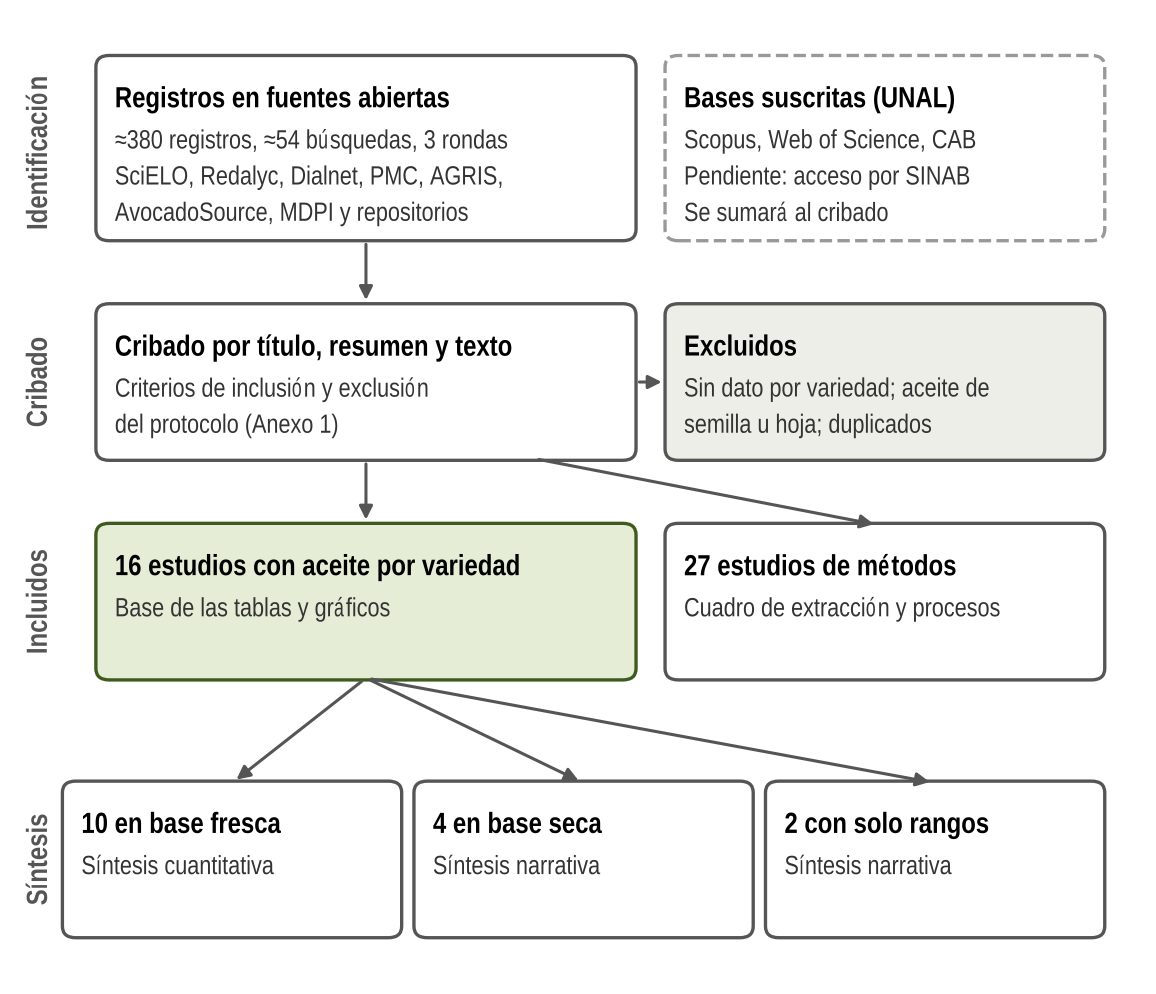 Identificación
Registros en fuentes abiertas
≈380 registros, ≈54 búsquedas, 3 rondas
SciELO, Redalyc, Dialnet, PMC, AGRIS,
AvocadoSource, MDPI y repositorios
Bases suscritas (UNAL)
Scopus, Web of Science, CAB
Pendiente: acceso por SINAB
Se sumará al cribado
Cribado
Cribado por título, resumen y texto
Criterios de inclusión y exclusión
del protocolo (Anexo 1)
Excluidos
Sin dato por variedad; aceite de
semilla u hoja; duplicados
Incluidos
16 estudios con aceite por variedad
Base de las tablas y gráficos
27 estudios de métodos
Cuadro de extracción y procesos
Síntesis
10 en base fresca
Síntesis cuantitativa
4 en base seca
Síntesis narrativa
2 con solo rangos
Síntesis narrativa